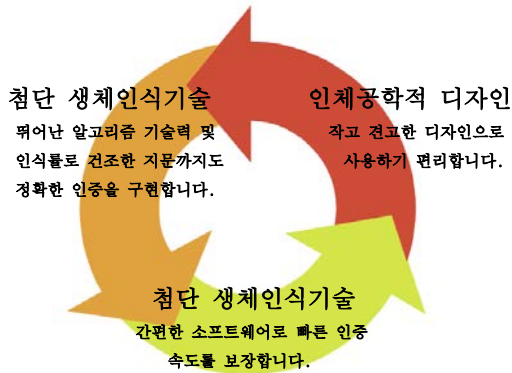 첨단 생체인식기술
뛰어난 알고리즘 기술력 및
인식률로 건조한 지문까지도
정확한 인증을 구현합니다.
인체공학적 디자인
작고 견고한 디자인으로
사용하기 편리합니다.
첨단 생체인식기술
간편한 소프트웨어로 빠른 인증
속도를 보장합니다.